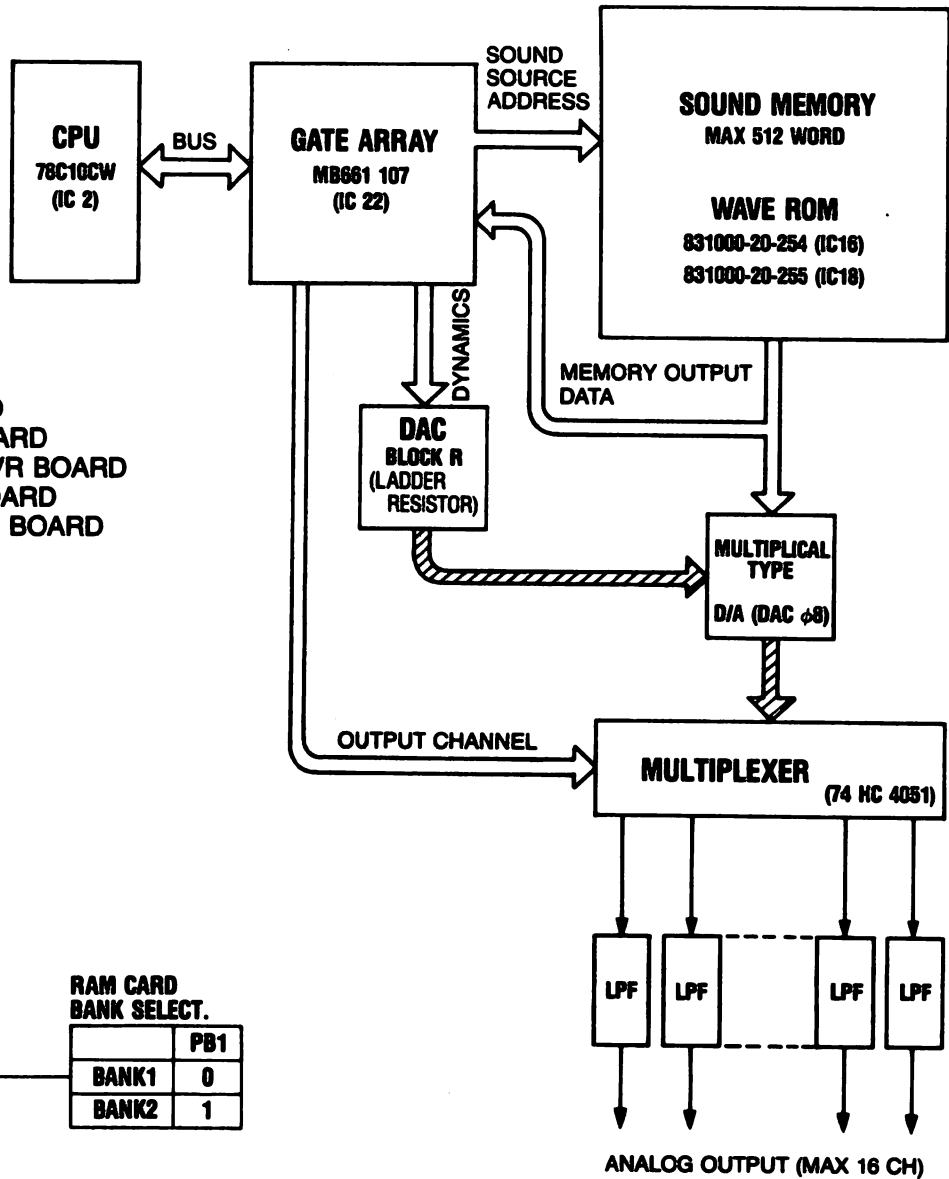 CPU
78C10CW
(IC 2)
BUS
GATE ARRAY
MB661 107
(IC 22)
SOUND
SOURCE
ADDRESS
SOUND MEMORY
MAX 512 WORD
WAVE ROM
831000-20-254 (IC16)
831000-20-255 (IC18)
DYNAMICS
MEMORY OUTPUT
DATA
DAC
BLOCK R
(LADDER
RESISTOR)
VR BOARD
BOARD
MULTIPLICAL
TYPE
D/A (DAC ϕ8)
OUTPUT CHANNEL
MULTIPLEXER
(74 HC 4051)
LPF
LPF
LPF
LPF
RAM CARD
BANK SELECT.
PB1
BANK1 0
BANK2 1
ANALOG OUTPUT (MAX 16 CH)